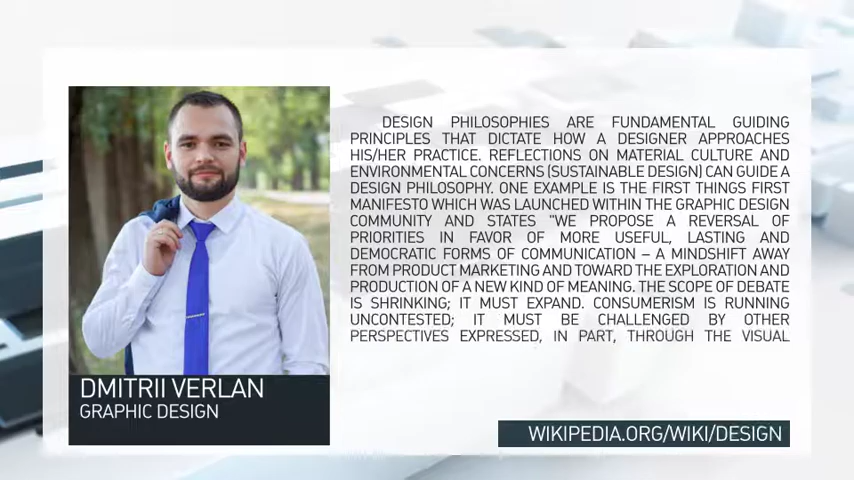 DESIGN PHILOSOPHIES ARE FUNDAMENTAL GUIDING
PRINCIPLES THAT DICTATE HOW A DESIGNER APPROACHES
HIS/HER PRACTICE. REFLECTIONS ON MATERIAL CULTURE AND
ENVIRONMENTAL CONCERNS (SUSTAINABLE DESIGN) CAN GUIDE A
DESIGN PHILOSOPHY. ONE EXAMPLE IS THE FIRST THINGS FIRST
MANIFESTO WHICH WAS LAUNCHED WITHIN THE GRAPHIC DESIGN
COMMUNITY AND STATES "WE PROPOSE A REVERSAL OF
PRIORITIES IN FAVOR OF MORE USEFUL, LASTING AND
DEMOCRATIC FORMS OF COMMUNICATION – A MINDSHIFT AWAY
FROM PRODUCT MARKETING AND TOWARD THE EXPLORATION AND
PRODUCTION OF A NEW KIND OF MEANING. THE SCOPE OF DEBATE
IS SHRINKING; IT MUST EXPAND. CONSUMERISM IS RUNNING
UNCONTESTED; IT MUST BE CHALLENGED BY OTHER
PERSPECTIVES EXPRESSED, IN PART, THROUGH THE VISUAL
DMITRII VERLAN
GRAPHIC DESIGN
WIKIPEDIA.ORG/WIKI/DESIGN